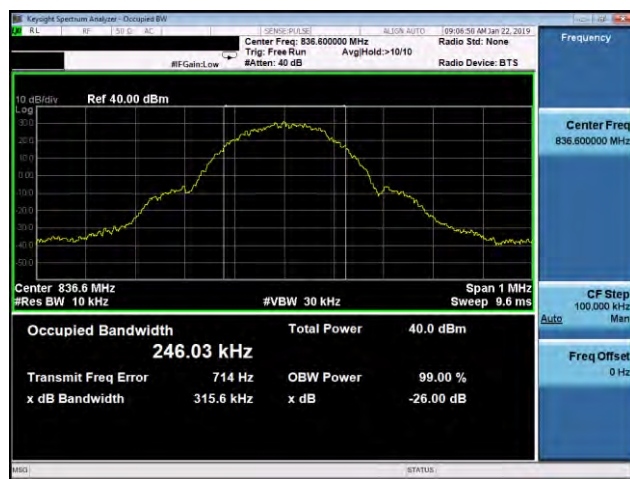 Keysight Spectrum Analyzer - Occupied BW
RL RF 50 Ω AC SENSE:PULSE ALIGN AUTO 09:06:50 AM Jan 22, 2019
Center Freq: 836.600000 MHz Radio Std: None Frequency
Trig: Free Run Avg|Hold:>10/10
#IFGain:Low #Atten: 40 dB Radio Device: BTS
10 dB/div Ref 40.00 dBm
Log
30.0
20.0
10.0
0.00
-10.0
-20.0
-30.0
-40.0
-50.0
Center Freq
836.600000 MHz
Center 836.6 MHz Span 1 MHz
#Res BW 10 kHz #VBW 30 kHz Sweep 9.6 ms
CF Step
100.000 kHz
Auto Man
Occupied Bandwidth Total Power 40.0 dBm
246.03 kHz
Freq Offset
0 Hz
Transmit Freq Error 714 Hz OBW Power 99.00 %
x dB Bandwidth 315.6 kHz x dB -26.00 dB
MSG STATUS